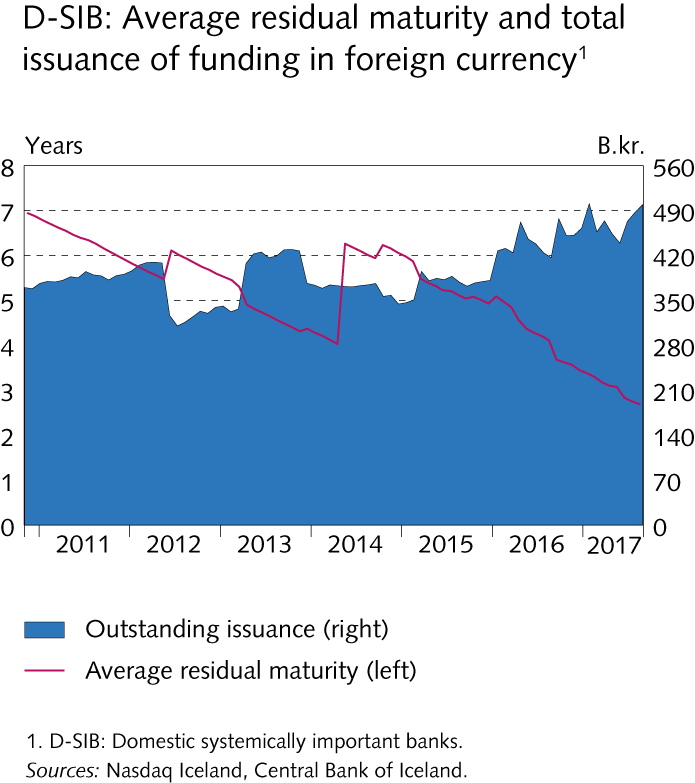 D-SIB: Average residual maturity and total
issuance of funding in foreign currency¹
Years B.kr.
8 560
7 490
6 420
5 350
4 280
3 210
2 140
1 70
0 0
2011 2012 2013 2014 2015 2016 2017
Outstanding issuance (right)
Average residual maturity (left)
1. D-SIB: Domestic systemically important banks.
Sources: Nasdaq Iceland, Central Bank of Iceland.